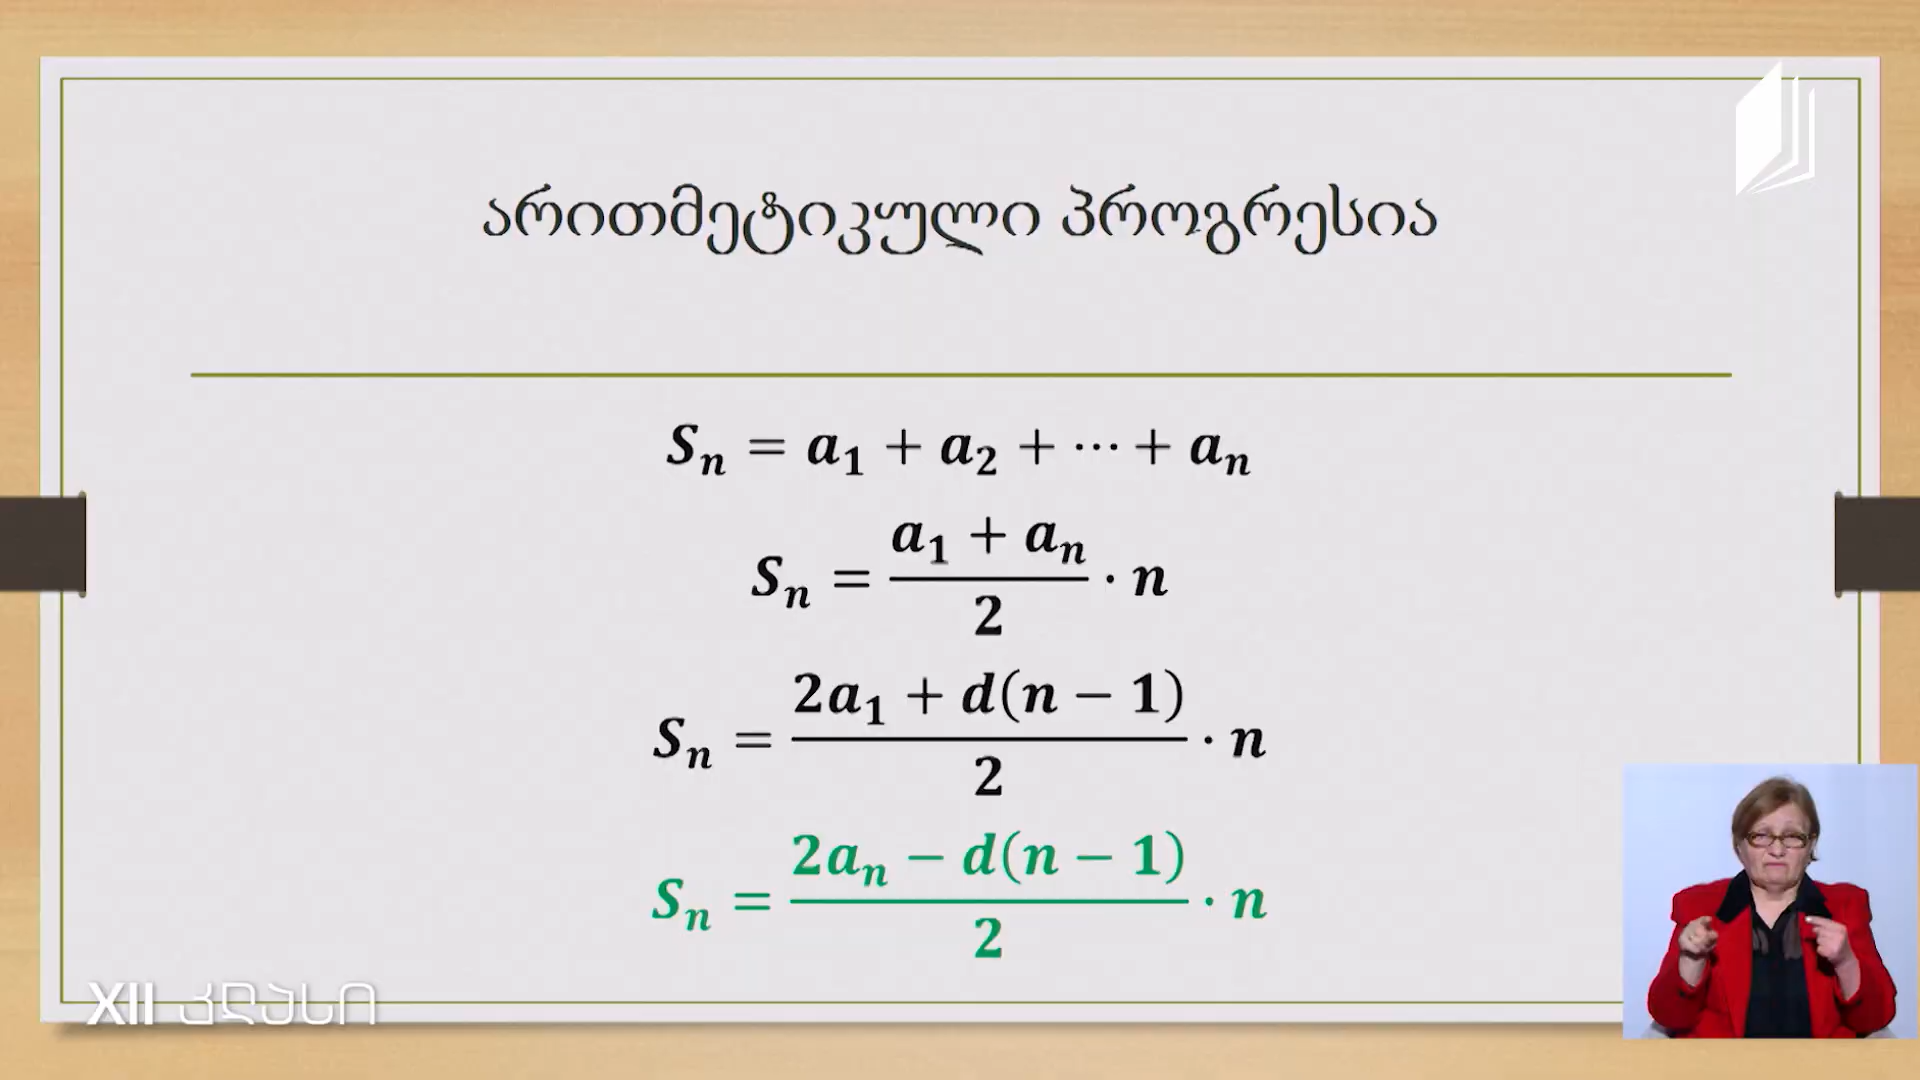 არითმეტიკული პროგრესია
Sₙ = a₁ + a₂ + ⋯ + aₙ
Sₙ = (a₁ + aₙ)/2 · n
Sₙ = (2a₁ + d(n − 1))/2 · n
Sₙ = (2aₙ − d(n − 1))/2 · n
XII კლასი